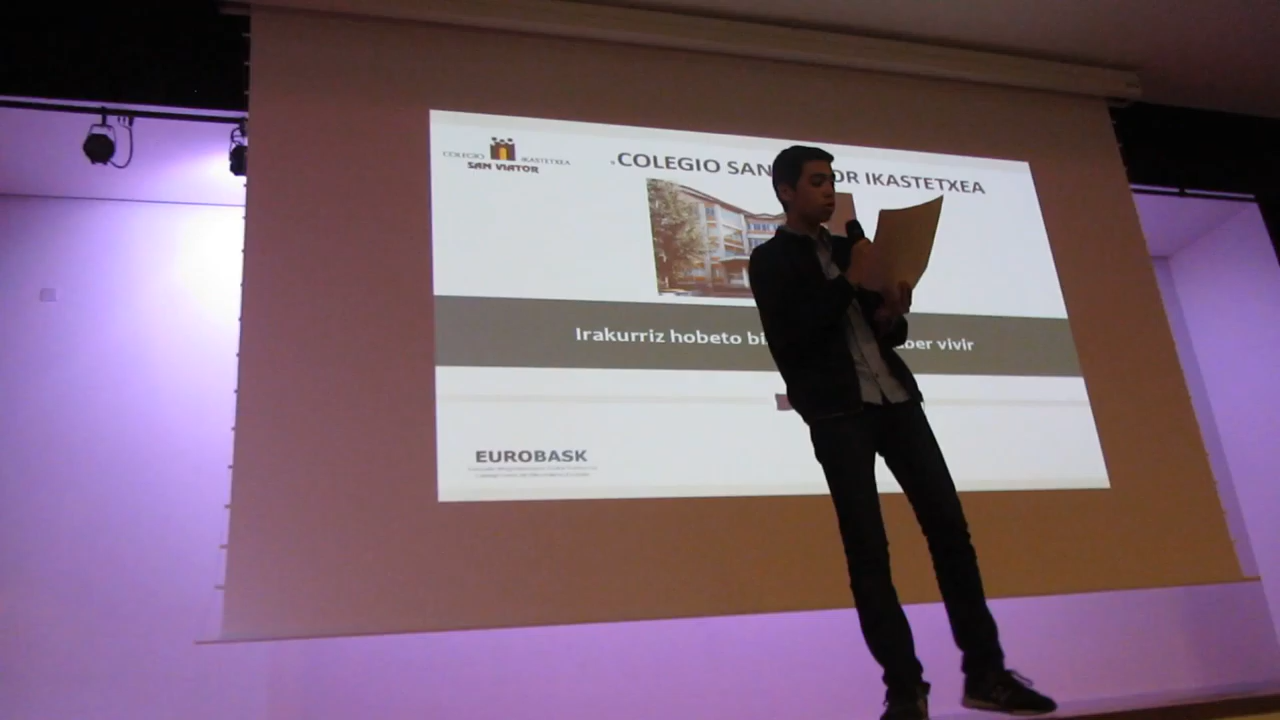 COLEGIO IKASTETXEA
SAN VIATOR
COLEGIO SAN OR IKASTETXEA
Irakurriz hobeto bi ber vivir
EUROBASK